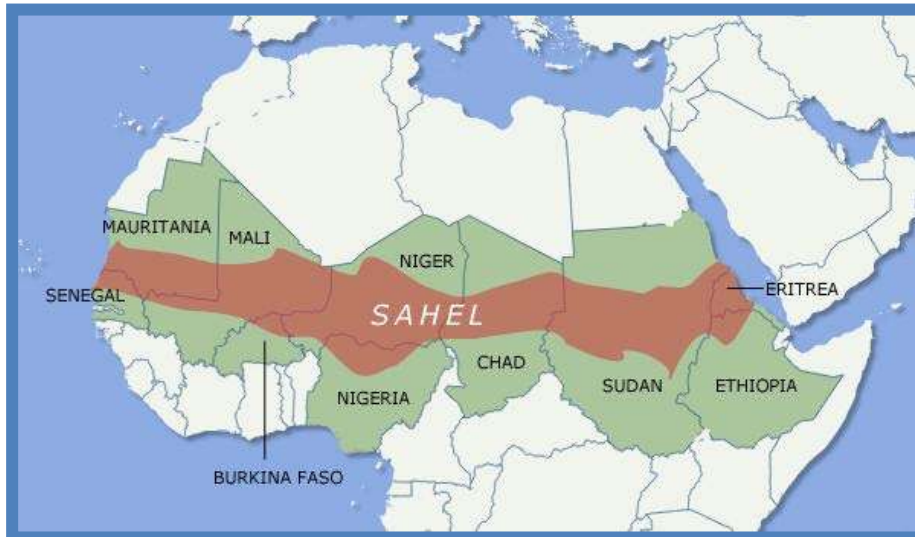 MAURITANIA
MALI
NIGER
ERITREA
SENEGAL
SAHEL
CHAD
SUDAN
ETHIOPIA
NIGERIA
BURKINA FASO